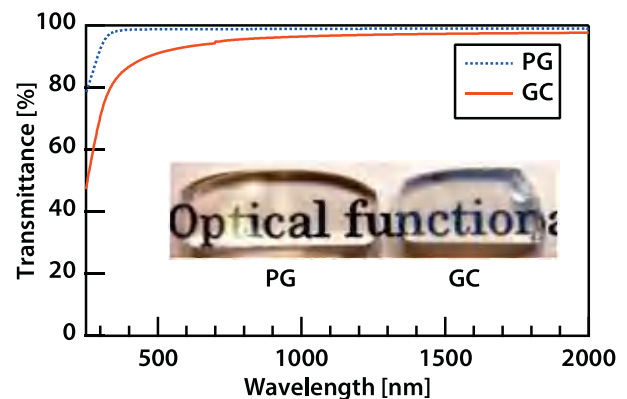 100
80
60
40
20
0
Transmittance [%]
PG
GC
Optical functiona
PG
GC
500
1000
1500
2000
Wavelength [nm]